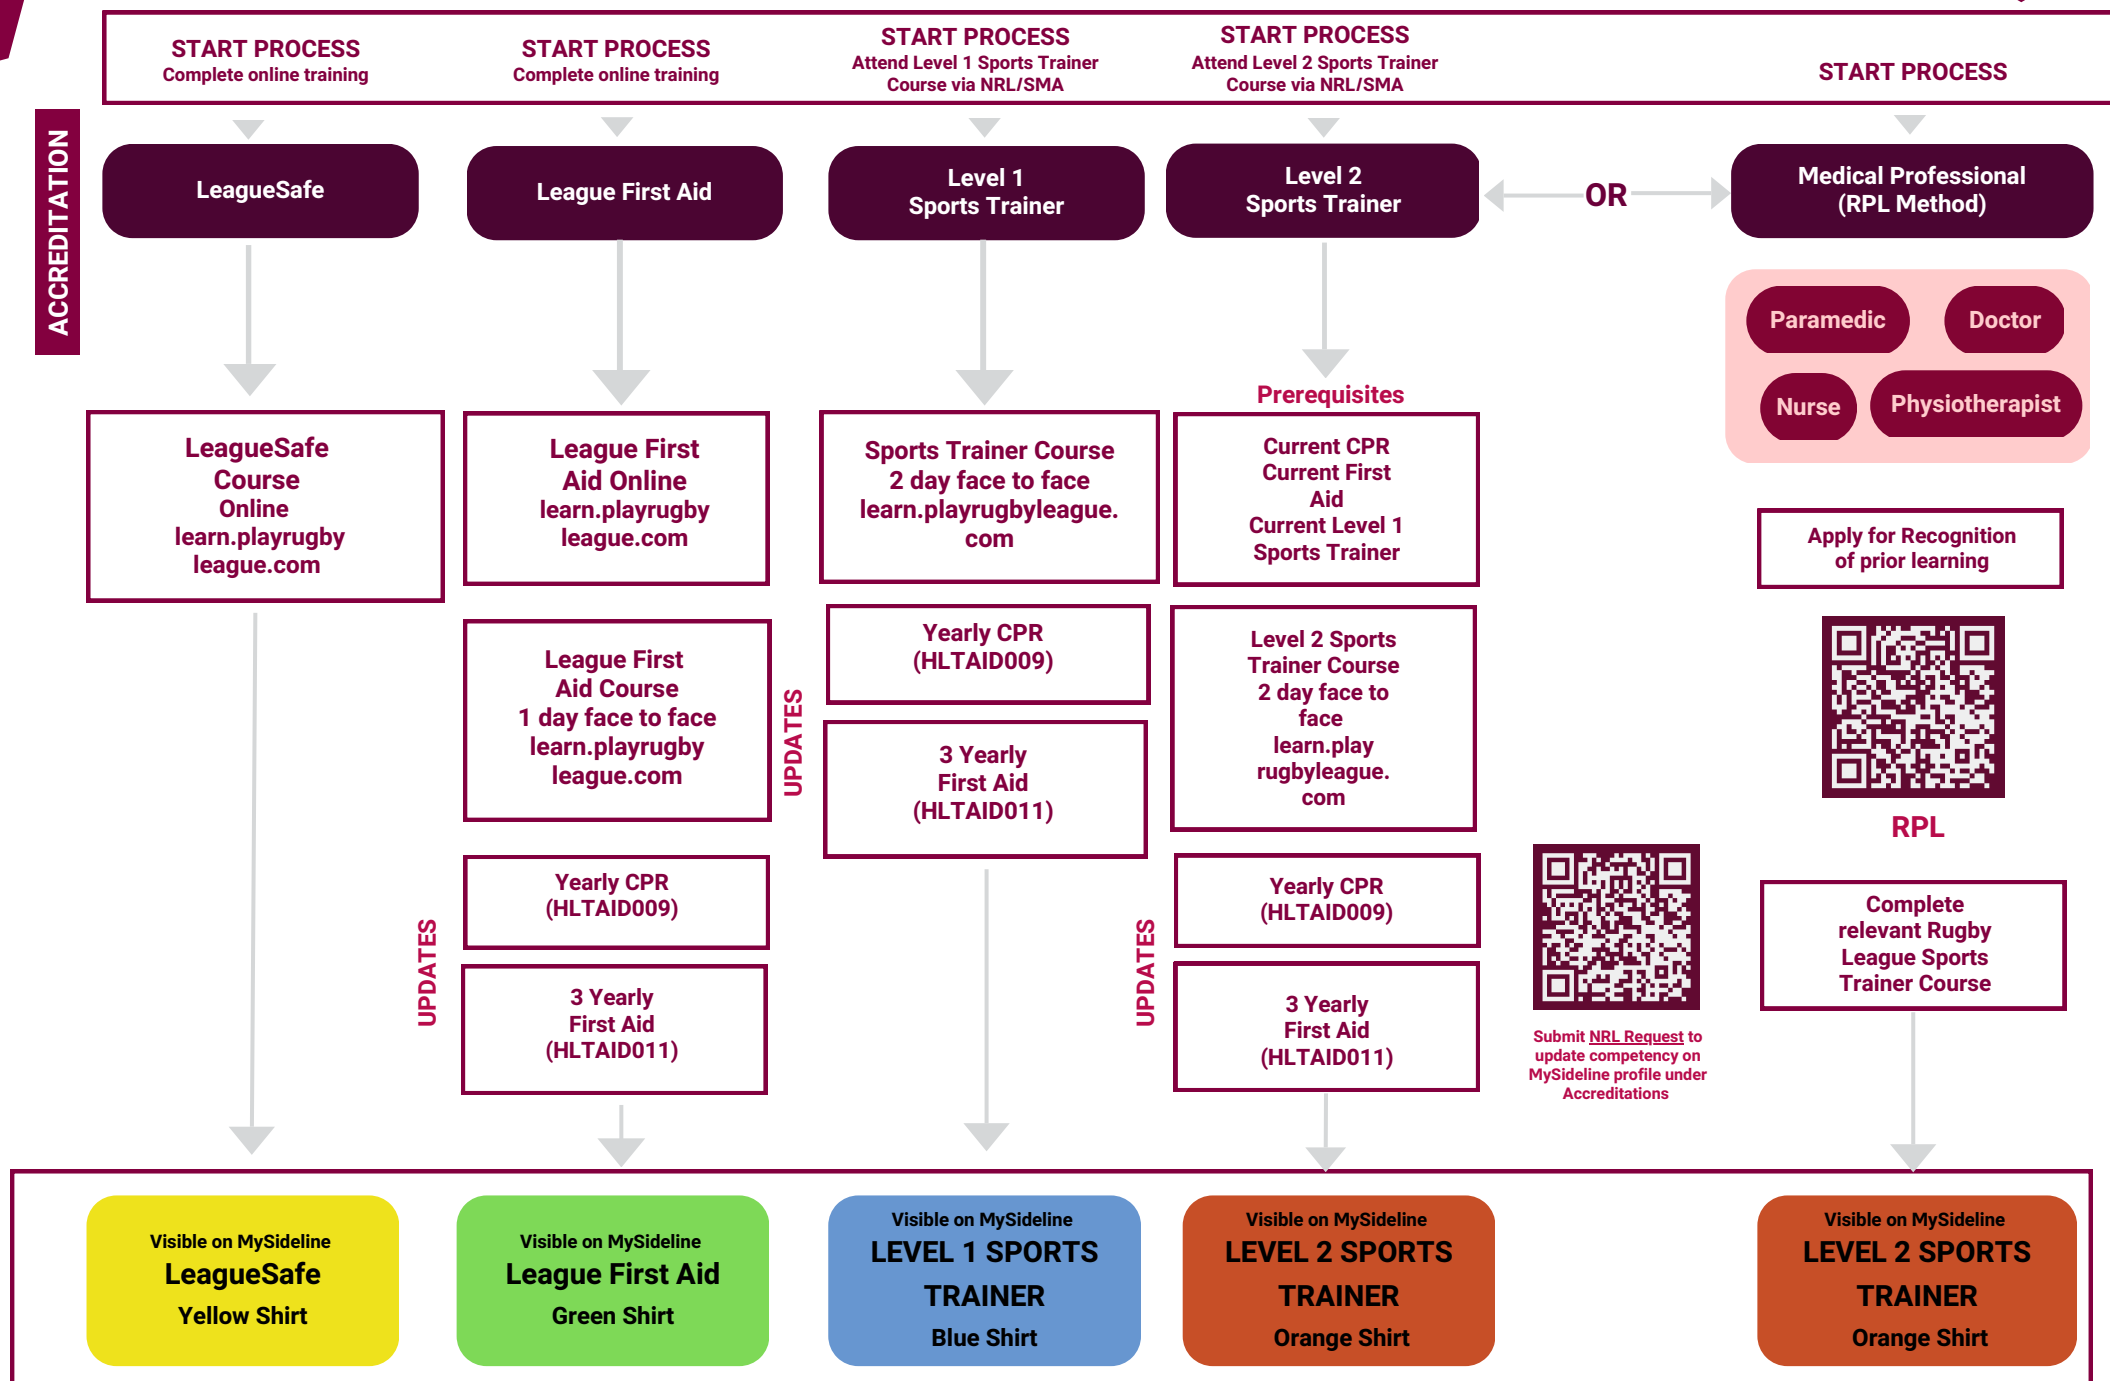 START PROCESS
Complete online training
START PROCESS
Complete online training
START PROCESS
Attend Level 1 Sports Trainer
Course via NRL/SMA
START PROCESS
Attend Level 2 Sports Trainer
Course via NRL/SMA
START PROCESS
ACCREDITATION
LeagueSafe
League First Aid
Level 1
Sports Trainer
Level 2
Sports Trainer
OR
Medical Professional
(RPL Method)
Paramedic
Doctor
Nurse
Physiotherapist
LeagueSafe
Course
Online
learn.playrugby
league.com
League First
Aid Online
learn.playrugby
league.com
League First
Aid Course
1 day face to face
learn.playrugby
league.com
UPDATES
Yearly CPR
(HLTAID009)
3 Yearly
First Aid
(HLTAID011)
Sports Trainer Course
2 day face to face
learn.playrugbyleague.
com
UPDATES
Yearly CPR
(HLTAID009)
3 Yearly
First Aid
(HLTAID011)
Prerequisites
Current CPR
Current First
Aid
Current Level 1
Sports Trainer
Level 2 Sports
Trainer Course
2 day face to
face
learn.play
rugbyleague.
com
UPDATES
Yearly CPR
(HLTAID009)
3 Yearly
First Aid
(HLTAID011)
Submit NRL Request to
update competency on
MySideline profile under
Accreditations
Apply for Recognition
of prior learning
RPL
Complete
relevant Rugby
League Sports
Trainer Course
Visible on MySideline
LeagueSafe
Yellow Shirt
Visible on MySideline
League First Aid
Green Shirt
Visible on MySideline
LEVEL 1 SPORTS
TRAINER
Blue Shirt
Visible on MySideline
LEVEL 2 SPORTS
TRAINER
Orange Shirt
Visible on MySideline
LEVEL 2 SPORTS
TRAINER
Orange Shirt